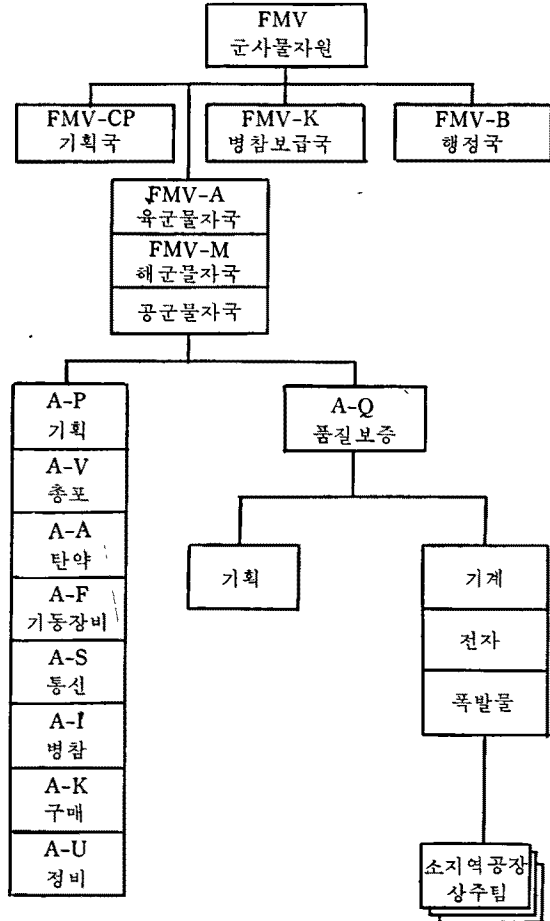 FMV
군사물자원
FMV-CP
기획국
FMV-K
병참보급국
FMV-B
행정국
FMV-A
육군물자국
FMV-M
해군물자국
공군물자국
A-P
기획
A-V
총포
A-A
탄약
A-F
기동장비
A-S
통신
A-I
병참
A-K
구매
A-U
정비
A-Q
품질보증
기획
기계
전자
폭발물
소지역공장
상주팀